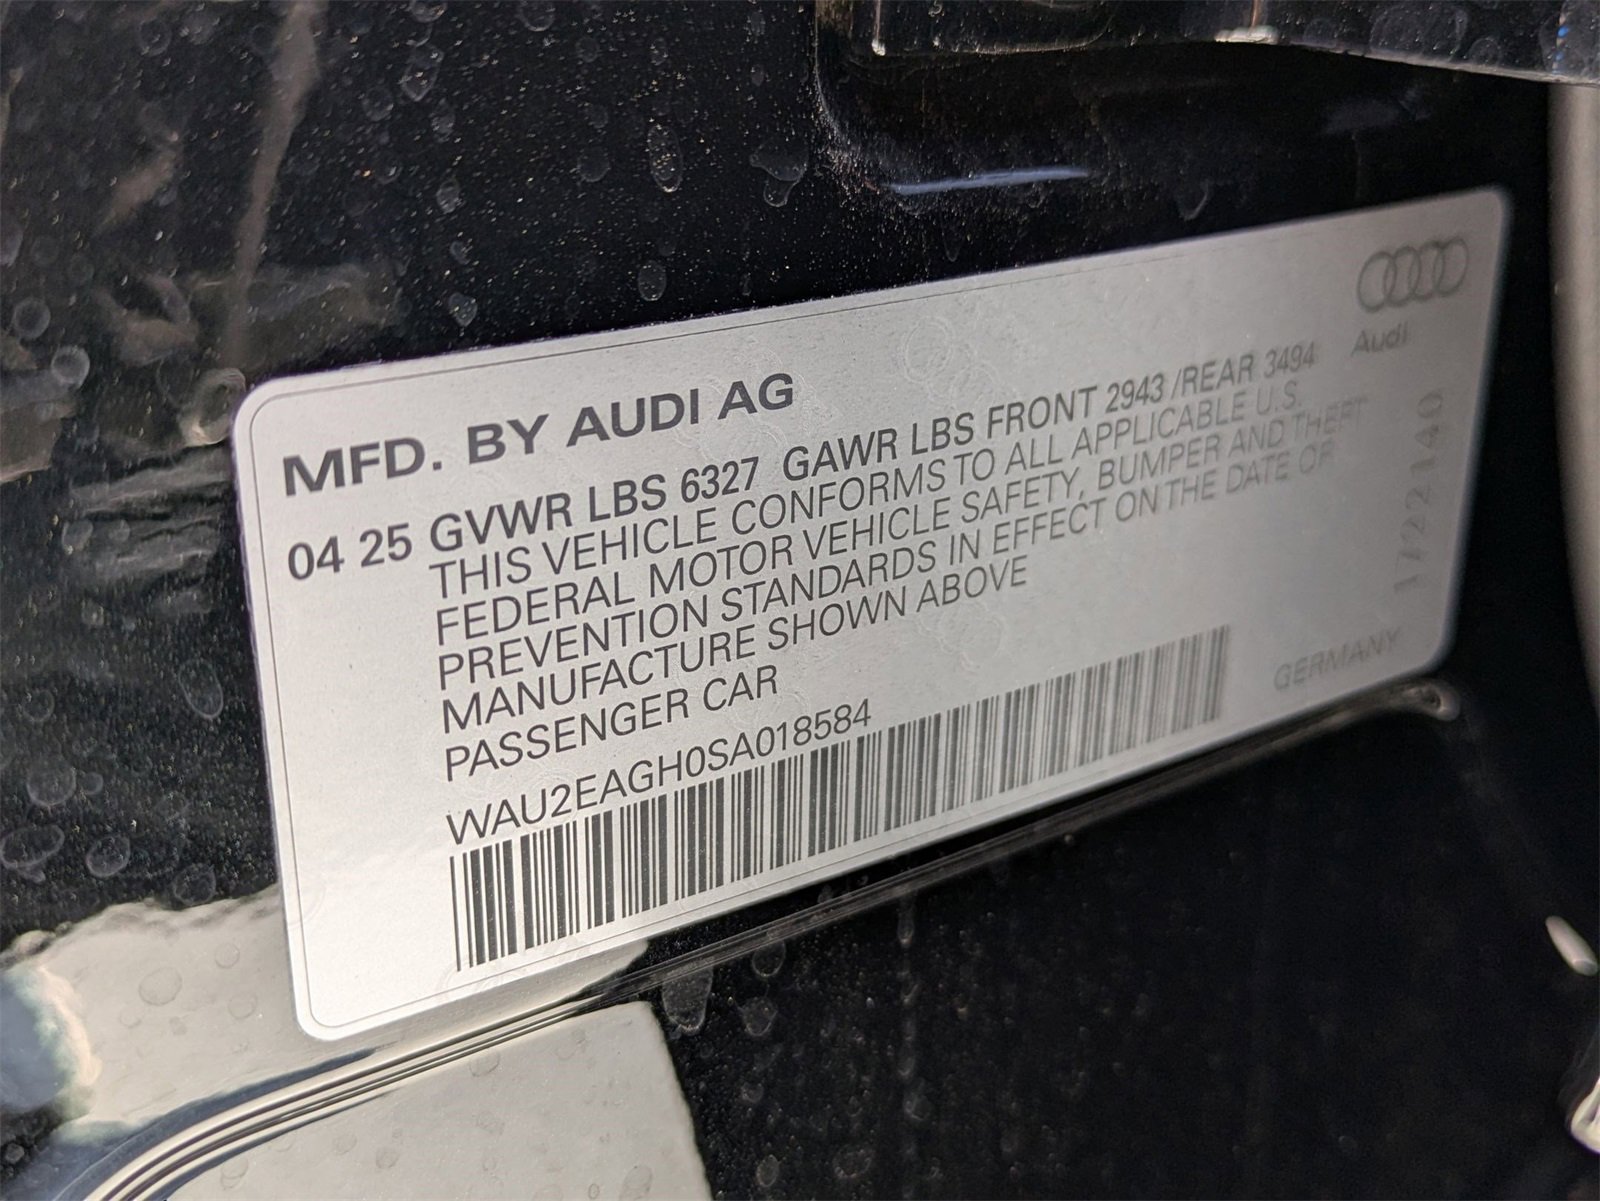 Audi
MFD. BY AUDI AG
04 25 GVWR LBS 6327 GAWR LBS FRONT 2943 /REAR 3494
THIS VEHICLE CONFORMS TO ALL APPLICABLE U.S.
FEDERAL MOTOR VEHICLE SAFETY, BUMPER AND THEFT
PREVENTION STANDARDS IN EFFECT ON THE DATE OF
MANUFACTURE SHOWN ABOVE
PASSENGER CAR
WAU2EAGH0SA018584
GERMANY
1722140